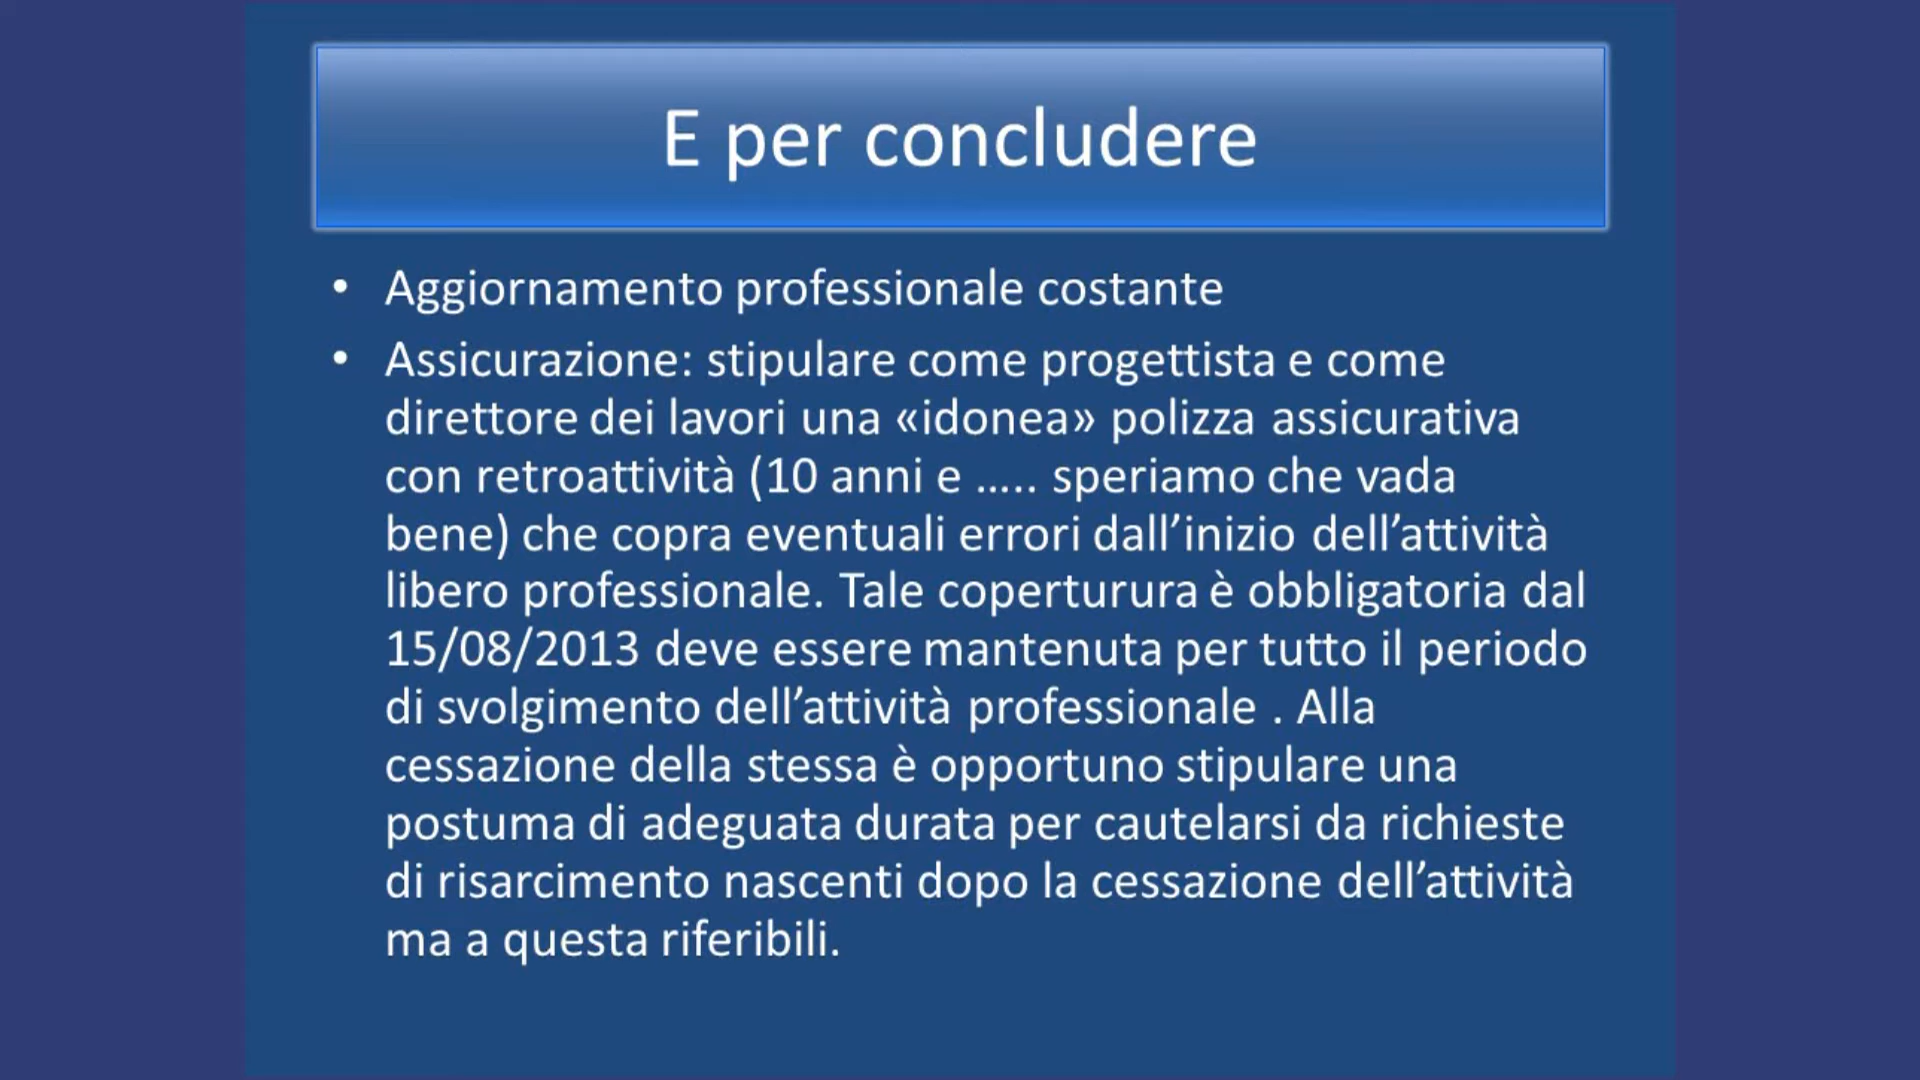 E per concludere
• Aggiornamento professionale costante
• Assicurazione: stipulare come progettista e come
direttore dei lavori una «idonea» polizza assicurativa
con retroattività (10 anni e ..... speriamo che vada
bene) che copra eventuali errori dall’inizio dell’attività
libero professionale. Tale coperturura è obbligatoria dal
15/08/2013 deve essere mantenuta per tutto il periodo
di svolgimento dell’attività professionale . Alla
cessazione della stessa è opportuno stipulare una
postuma di adeguata durata per cautelarsi da richieste
di risarcimento nascenti dopo la cessazione dell’attività
ma a questa riferibili.